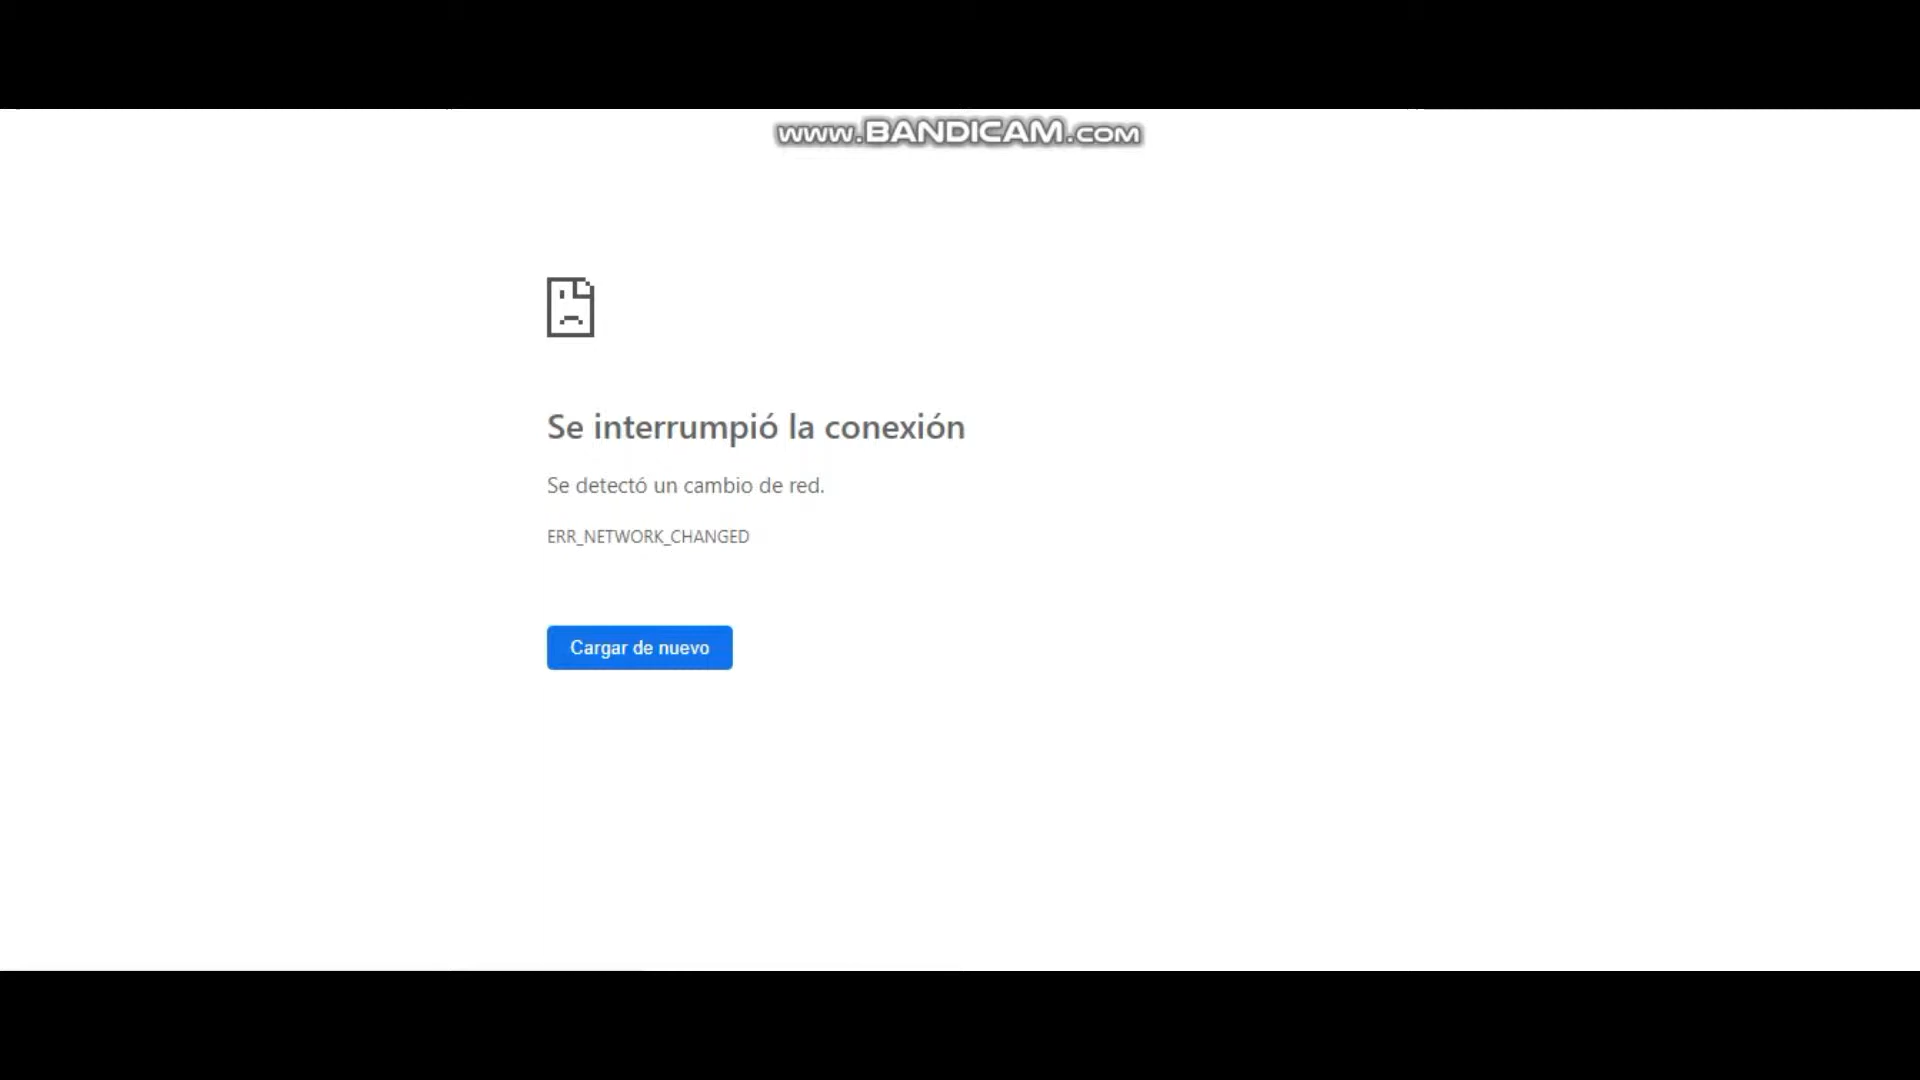 www.BANDICAM.com
Se interrumpió la conexión
Se detectó un cambio de red.
ERR_NETWORK_CHANGED
Cargar de nuevo